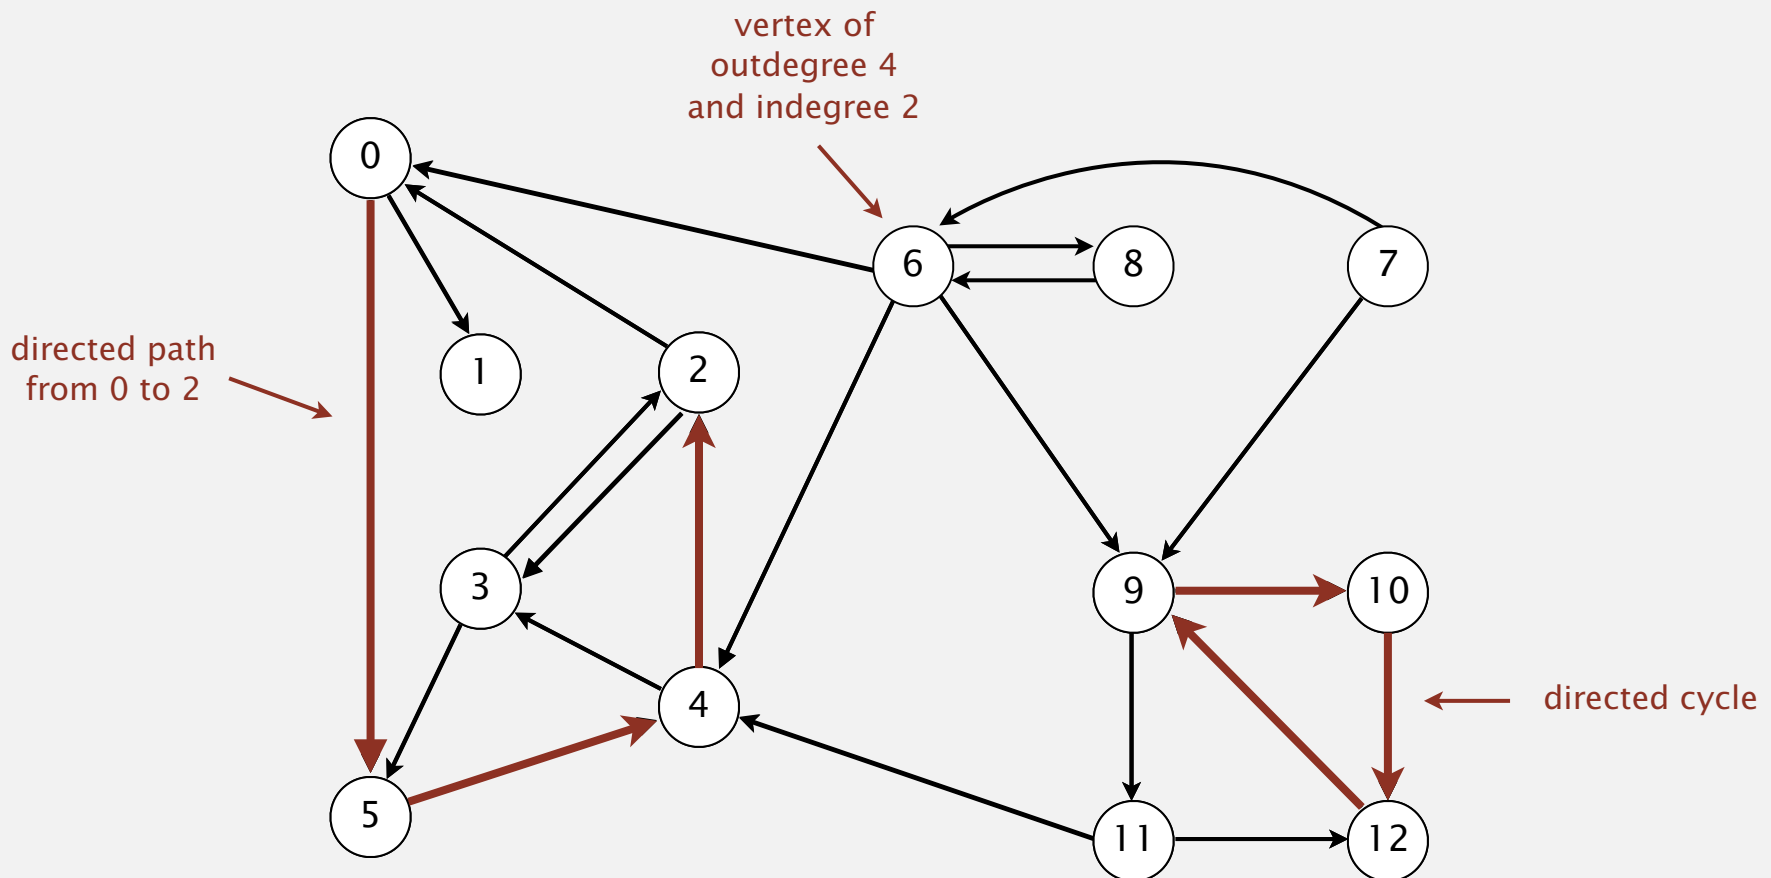 vertex of
outdegree 4
and indegree 2
0
6
8
7
directed path
from 0 to 2
1
2
3
9
10
4
directed cycle
5
11
12